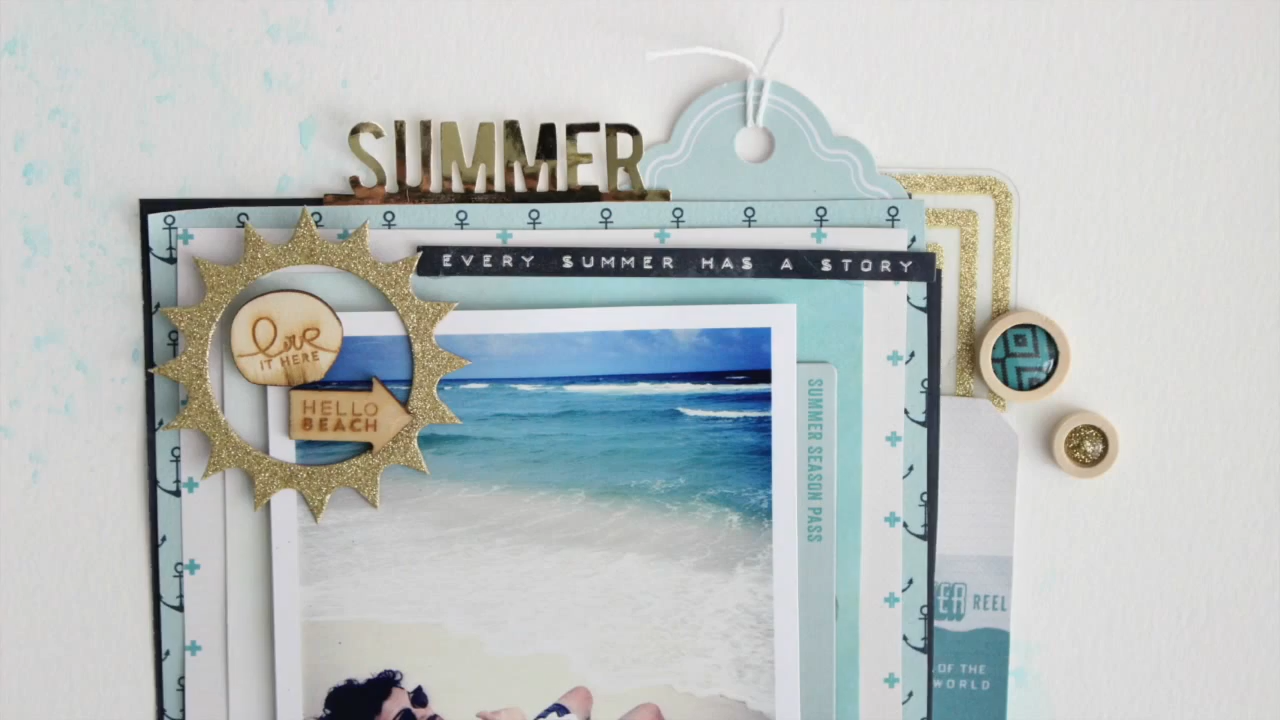 SUMMER
EVERY SUMMER HAS A STORY
love
IT HERE
HELLO
BEACH
SUMMER SEASON PASS
REEL
OF THE
WORLD